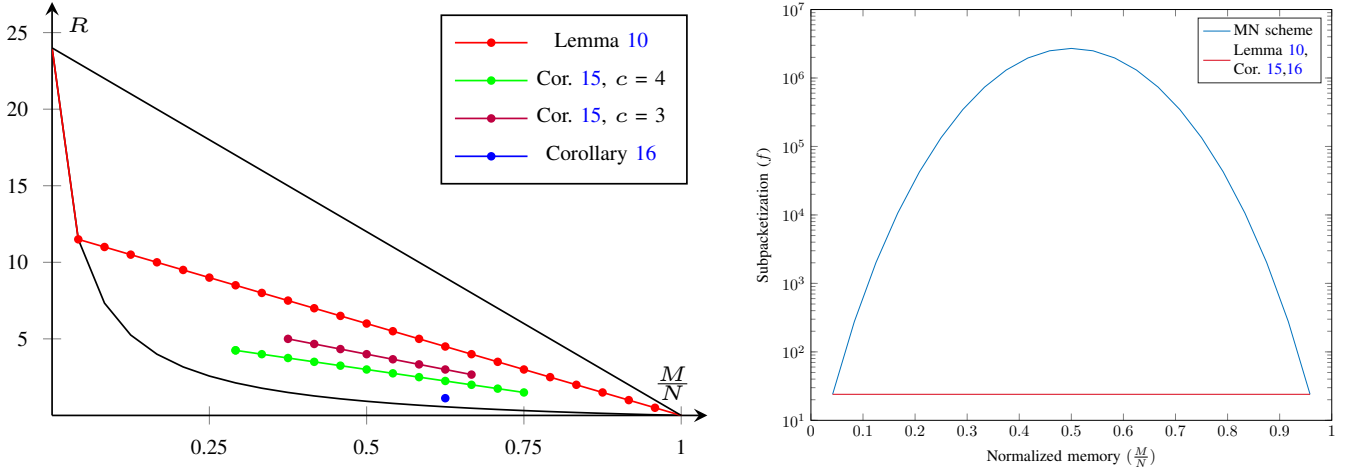 R
25
20
15
10
5
0.25
0.5
0.75
1
M/N
Lemma 10
Cor. 15, c = 4
Cor. 15, c = 3
Corollary 16
10^7
10^6
10^5
10^4
10^3
10^2
10^1
Subpacketization (f)
0
0.1
0.2
0.3
0.4
0.5
0.6
0.7
0.8
0.9
1
Normalized memory (M/N)
MN scheme
Lemma 10,
Cor. 15,16